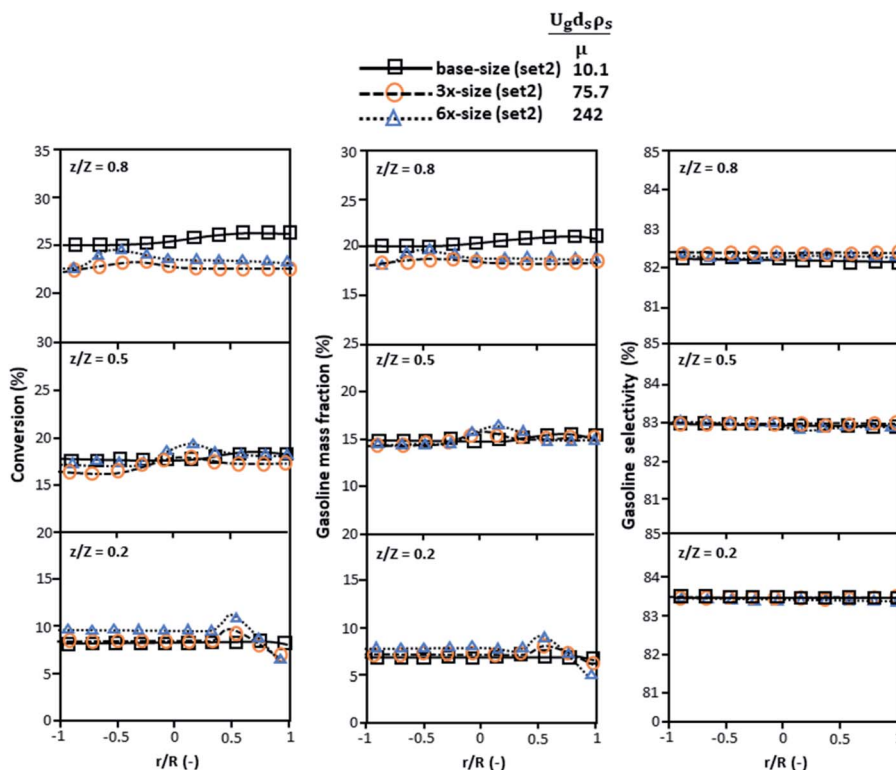 U_g d_s ρ_s
μ
base-size (set2) 10.1
3x-size (set2) 75.7
6x-size (set2) 242
35
z/Z = 0.8
30
25
20
30
z/Z = 0.5
25
20
15
20
z/Z = 0.2
15
10
5
0
-1 -0.5 0 0.5 1
r/R (-)
Conversion (%)
30
z/Z = 0.8
25
20
15
25
z/Z = 0.5
20
15
10
20
z/Z = 0.2
15
10
5
0
-1 -0.5 0 0.5 1
r/R (-)
Gasoline mass fraction (%)
85
z/Z = 0.8
84
83
82
81
85
z/Z = 0.5
84
83
82
81
85
z/Z = 0.2
84
83
82
81
0
-1 -0.5 0 0.5 1
r/R (-)
Gasoline selectivity (%)